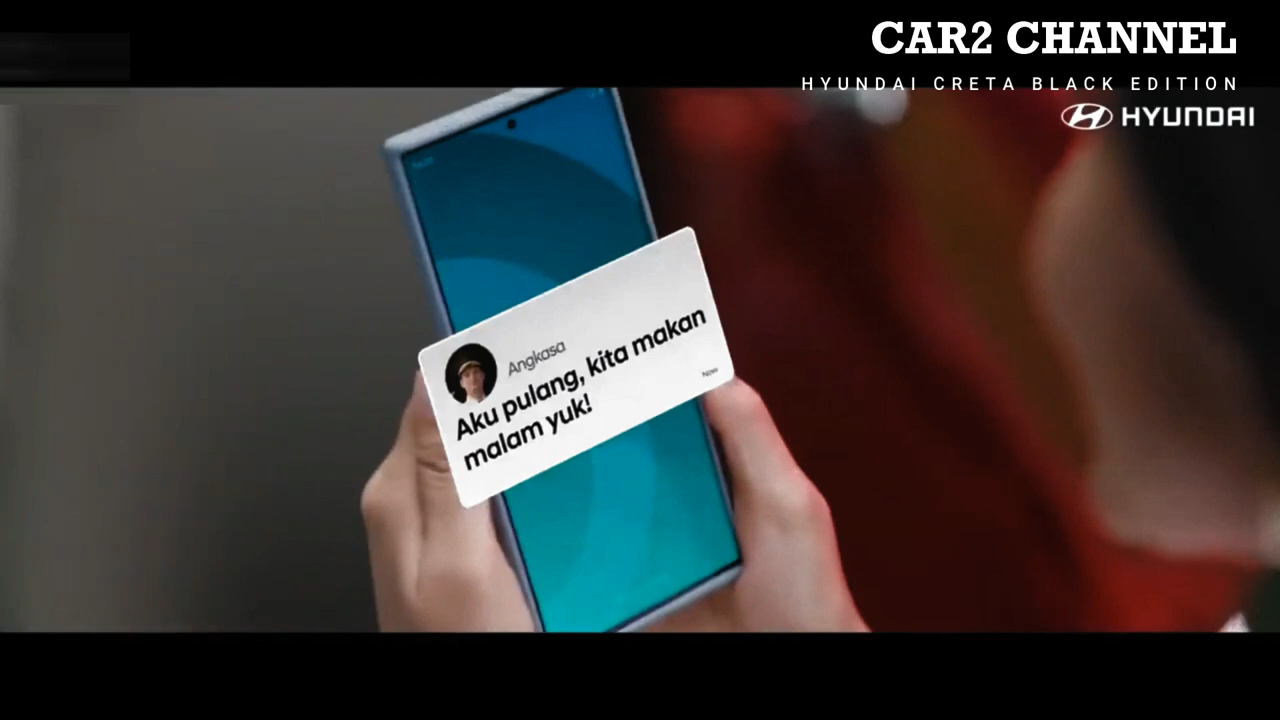 CAR2 CHANNEL
HYUNDAI CRETA BLACK EDITION
HYUNDAI
Angkasa
Aku pulang, kita makan
malam yuk!
Now